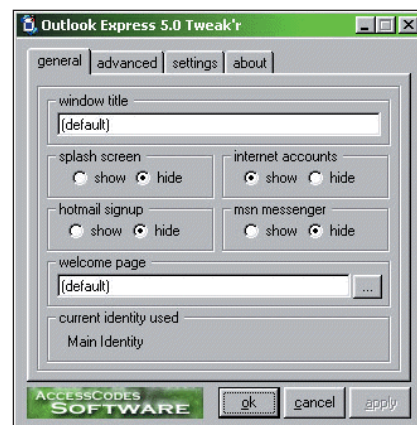 Outlook Express 5.0 Tweak'r
general advanced settings about
window title
(default)
splash screen internet accounts
show hide show hide
hotmail signup msn messenger
show hide show hide
welcome page
(default) ...
current identity used
Main Identity
ACCESSCODES
SOFTWARE
ok cancel apply